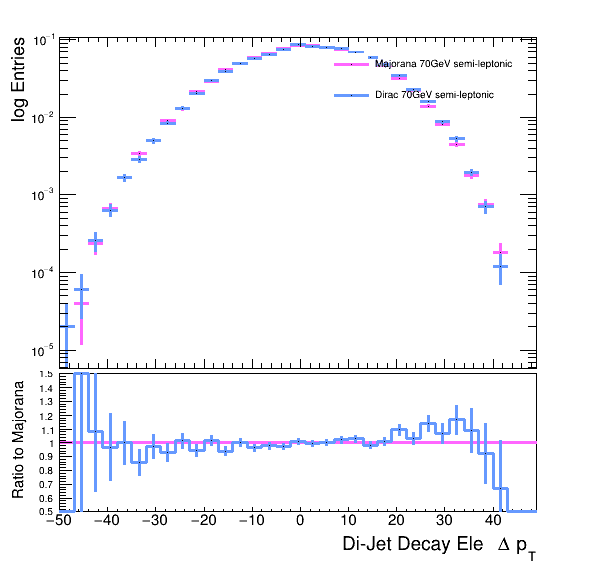 log Entries
10⁻¹
10⁻²
10⁻³
10⁻⁴
10⁻⁵
Majorana 70GeV semi-leptonic
Dirac 70GeV semi-leptonic
Ratio to Majorana
1.5
1.4
1.3
1.2
1.1
1
0.9
0.8
0.7
0.6
0.5
−50 −40 −30 −20 −10 0 10 20 30 40
Di-Jet Decay Ele Δ p_T